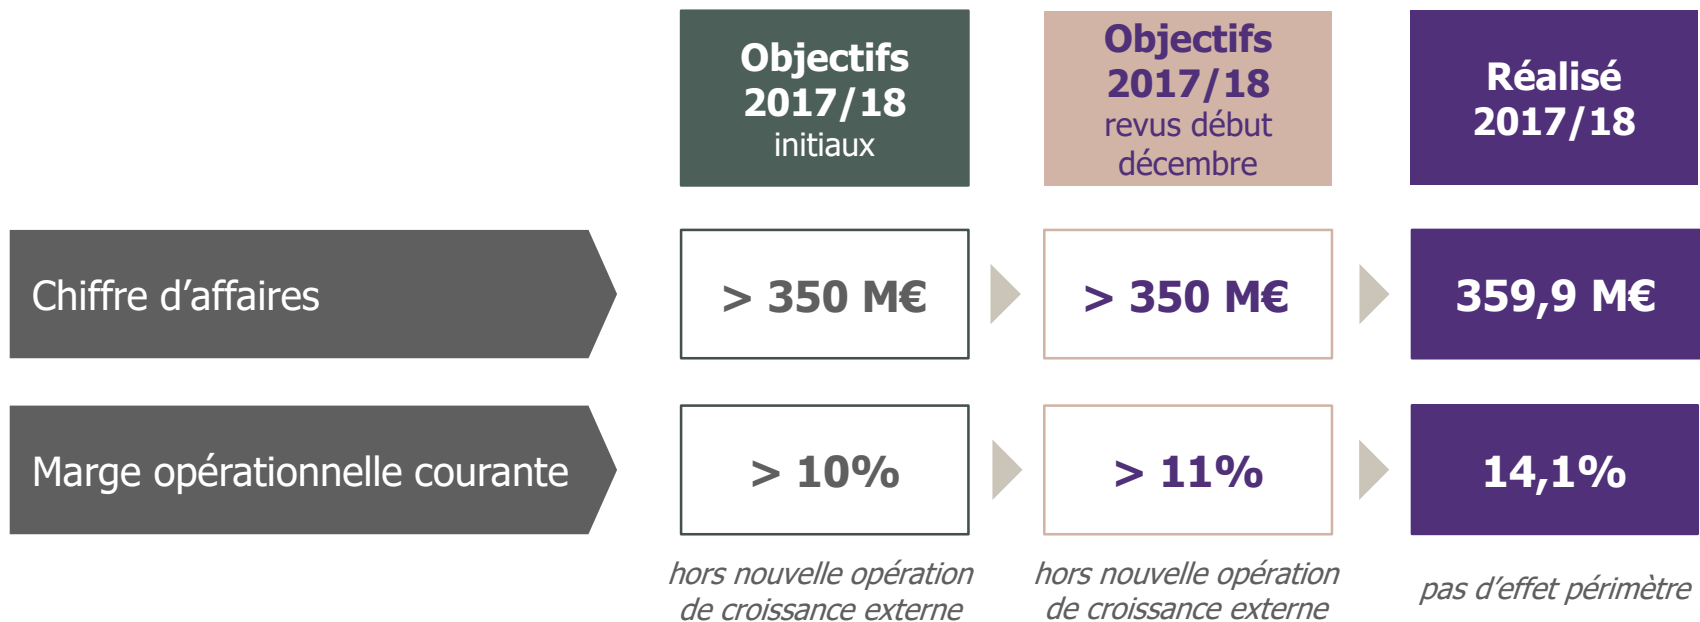 Objectifs
2017/18
initiaux
Objectifs
2017/18
revus début
décembre
Réalisé
2017/18
Chiffre d’affaires
> 350 M€
> 350 M€
359,9 M€
Marge opérationnelle courante
> 10%
> 11%
14,1%
hors nouvelle opération
de croissance externe
hors nouvelle opération
de croissance externe
pas d’effet périmètre